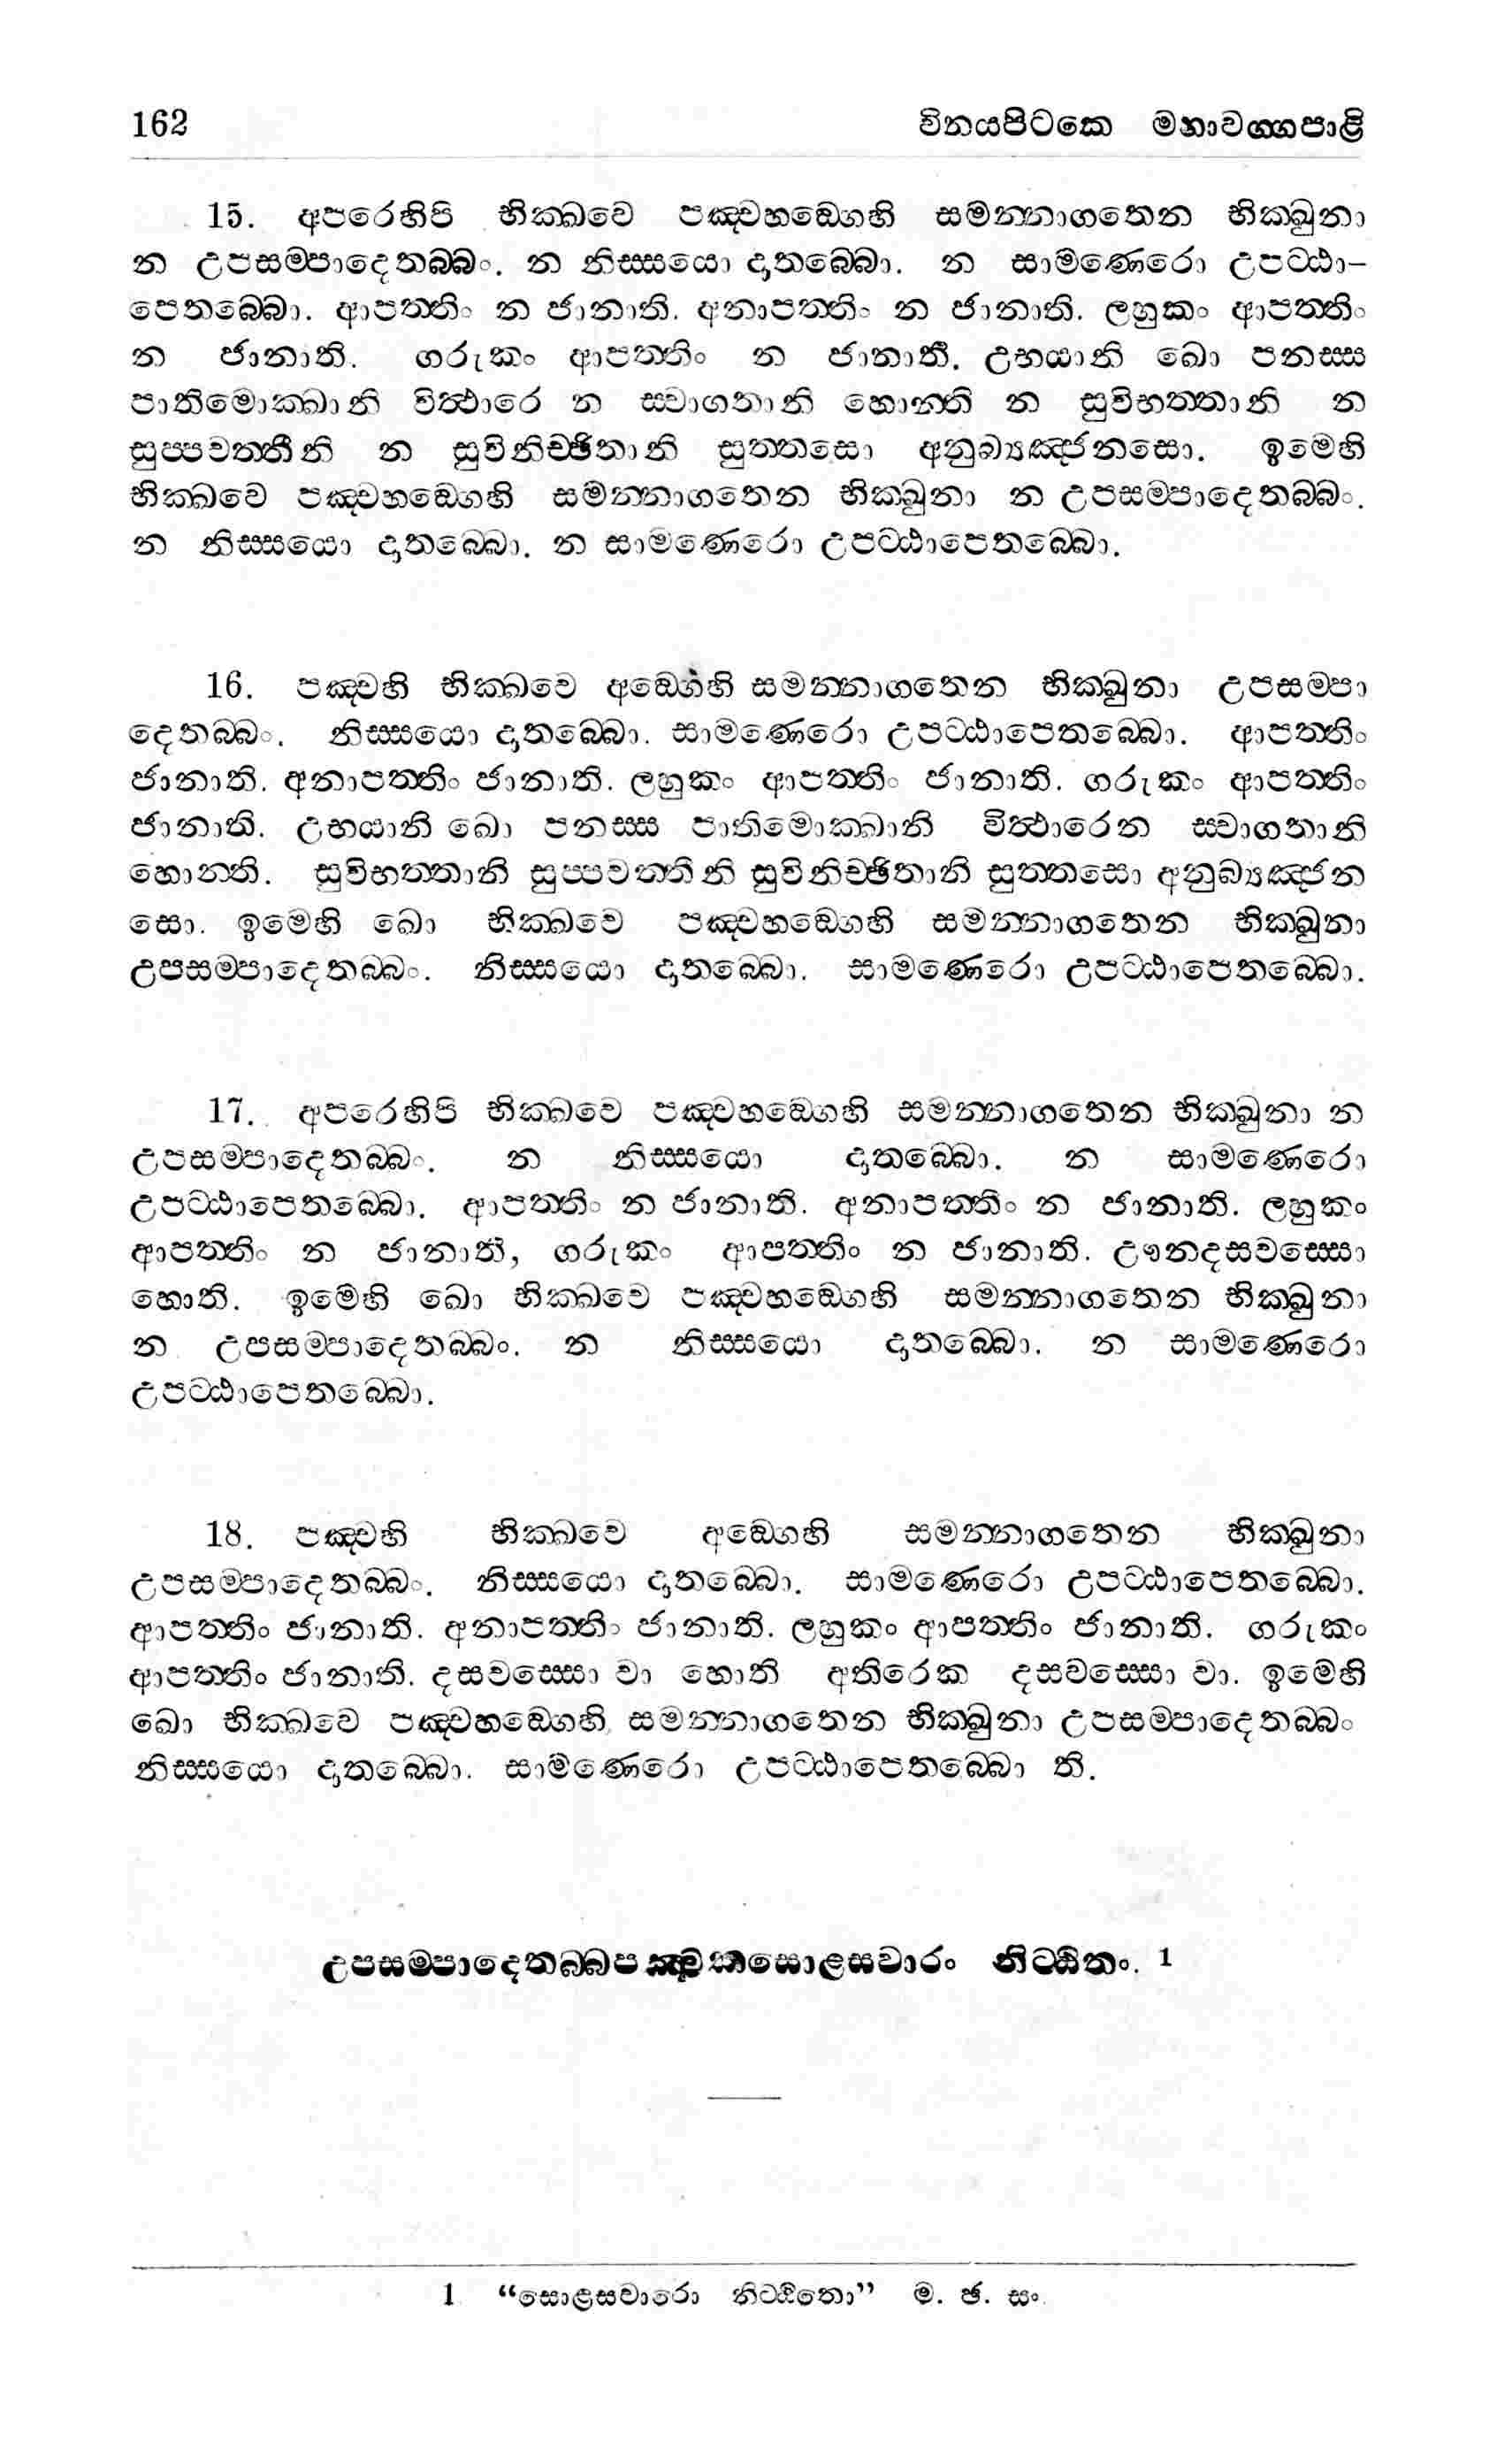 162 විනයපිටකෙ මහාවග්ගපාළි
15. අපරෙහිපි භික්ඛවෙ පඤ්චහඞ්ගෙහි සමන්නාගතෙන භික්ඛුනා
න උපසම්පාදෙතබ්බං. න නිස්සයො දාතබ්බො. න සාමණෙරො උපට්ඨා-
පෙතබ්බො. ආපත්තිං න ජානාති. අනාපත්තිං න ජානාති. ලහුකං ආපත්තිං
න ජානාති. ගරුකං ආපත්තිං න ජානාතී. උභයානි ඛො පනස්ස
පාතිමොක්ඛානි විත්ථාරෙ න ස්වාගතානි හොන්ති න සුවිභත්තානි න
සුප්පවත්තීනි න සුවිනිච්ඡිතානි සුත්තසො අනුබ්‍යඤ්ජනසො. ඉමෙහි
භික්ඛවෙ පඤ්චහඞ්ගෙහි සමන්නාගතෙන භික්ඛුනා න උපසම්පාදෙතබ්බං.
න නිස්සයො දාතබ්බො. න සාමණෙරො උපට්ඨාපෙතබ්බො.
16. පඤ්චහි භික්ඛවෙ අඞ්ගෙහි සමන්නාගතෙන භික්ඛුනා උපසම්පා
දෙතබ්බං. නිස්සයො දාතබ්බො. සාමණෙරො උපට්ඨාපෙතබ්බො. ආපත්තිං
ජානාති. අනාපත්තිං ජානාති. ලහුකං ආපත්තිං ජානාති. ගරුකං ආපත්තිං
ජානාති. උභයානි ඛො පනස්ස පාතිමොක්ඛානි විත්ථාරෙන ස්වාගතානි
හොන්ති. සුවිභත්තානි සුප්පවත්තීනි සුවිනිච්ඡිතානි සුත්තසො අනුබ්‍යඤ්ජන
සො. ඉමෙහි ඛො භික්ඛවෙ පඤ්චහඞ්ගෙහි සමන්නාගතෙන භික්ඛුනා
උපසම්පාදෙතබ්බං. නිස්සයො දාතබ්බො. සාමණෙරො උපට්ඨාපෙතබ්බො.
17. අපරෙහිපි භික්ඛවෙ පඤ්චහඞ්ගෙහි සමන්නාගතෙන භික්ඛුනා න
උපසම්පාදෙතබ්බං. න නිස්සයො දාතබ්බො. න සාමණෙරො
උපට්ඨාපෙතබ්බො. ආපත්තිං න ජානාති. අනාපත්තිං න ජානාති. ලහුකං
ආපත්තිං න ජානාති, ගරුකං ආපත්තිං න ජානාති. ඌනදසවස්සො
හොති. ඉමෙහි ඛො භික්ඛවෙ පඤ්චහඞ්ගෙහි සමන්නාගතෙන භික්ඛුනා
න උපසම්පාදෙතබ්බං. න නිස්සයො දාතබ්බො. න සාමණෙරො
උපට්ඨාපෙතබ්බො.
18. පඤ්චහි භික්ඛවෙ අඞ්ගෙහි සමන්නාගතෙන භික්ඛුනා
උපසම්පාදෙතබ්බං. නිස්සයො දාතබ්බො. සාමණෙරො උපට්ඨාපෙතබ්බො.
ආපත්තිං ජානාති. අනාපත්තිං ජානාති. ලහුකං ආපත්තිං ජානාති. ගරුකං
ආපත්තිං ජානාති. දසවස්සො වා හොති අතිරෙක දසවස්සො වා. ඉමෙහි
ඛො භික්ඛවෙ පඤ්චහඞ්ගෙහි සමන්නාගතෙන භික්ඛුනා උපසම්පාදෙතබ්බං
නිස්සයො දාතබ්බො. සාමණෙරො උපට්ඨාපෙතබ්බො ති.
උපසම්පාදෙතබ්බපඤ්චකසොළසවාරං නිට්ඨිතං. 1
1 “සොළසවාරො නිට්ඨිතො” ම. ඡ. සං.